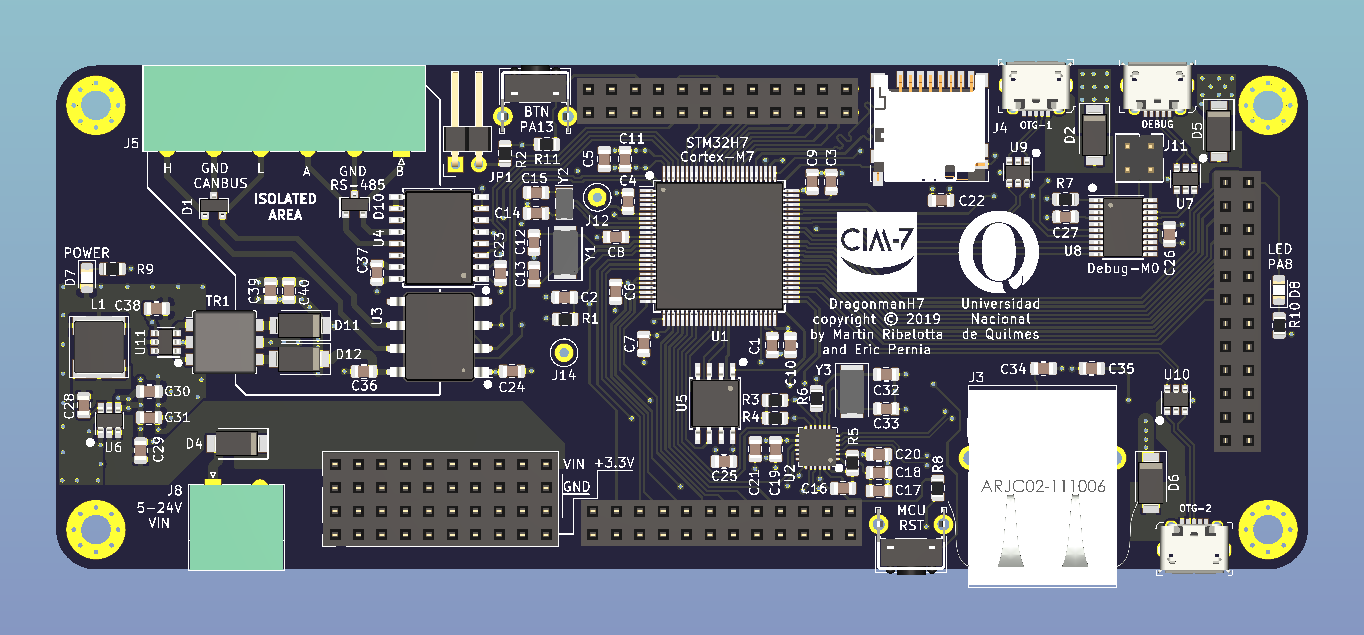 J5
H
GND
CANBUS
L
A
GND
RS-485
B
D1
ISOLATED
AREA
D10
U4
C37
U3
JP1
BTN
PA13
R2
R11
C15
C14
Y2
C23
C12
C13
Y1
J12
C5
C11
C4
C8
C6
C2
R1
C7
J14
C24
C36
STM32H7
Cortex-M7
U1
C9
C3
C22
J4
OTG-1
D2
U9
DEBUG
D5
J11
U7
R7
C27
U8
C26
Debug-M0
LED
PA8
D8
R10
CIAA-7
DragonmanH7
copyright © 2019
by Martin Ribelotta
and Eric Pernia
Universidad
Nacional
de Quilmes
POWER
D7
R9
L1
C38
U11
TR1
C39
C40
D11
D12
C28
U6
G30
G31
C29
D4
J8
5-24V
VIN
VIN
+3.3V
GND
U5
C1
C10
R3
R4
R6
Y3
C32
C33
C25
C21
C19
U2
R5
C16
C20
C18
C17
R8
MCU
RST
J3
C34
C35
ARJC02-111006
U10
D6
OTG-2